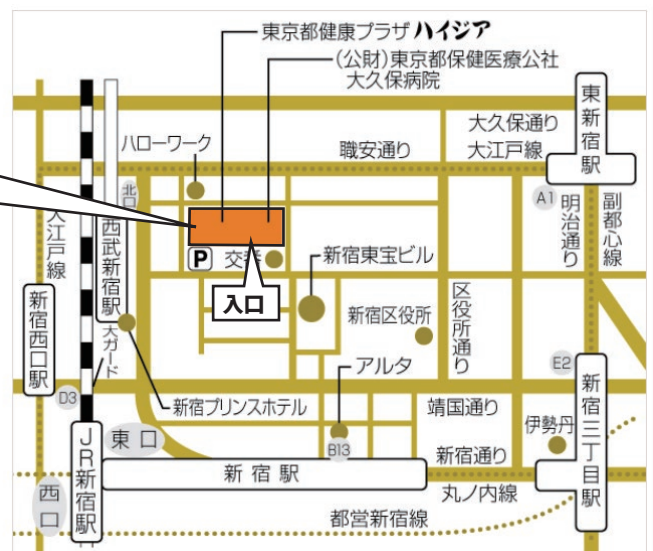 東京都健康プラザ ハイジア
(公財)東京都保健医療公社
大久保病院
東新宿駅
大久保通り
ハローワーク
職安通り
大江戸線
北口
A1
明治通り
副都心線
大江戸線
西武新宿駅
P
交番
新宿東宝ビル
入口
新宿西口駅
大ガード
新宿区役所
区役所通り
アルタ
E2
D3
新宿プリンスホテル
靖国通り
新宿三丁目駅
伊勢丹
JR新宿駅
東口
B13
新宿通り
新宿駅
西口
丸ノ内線
都営新宿線